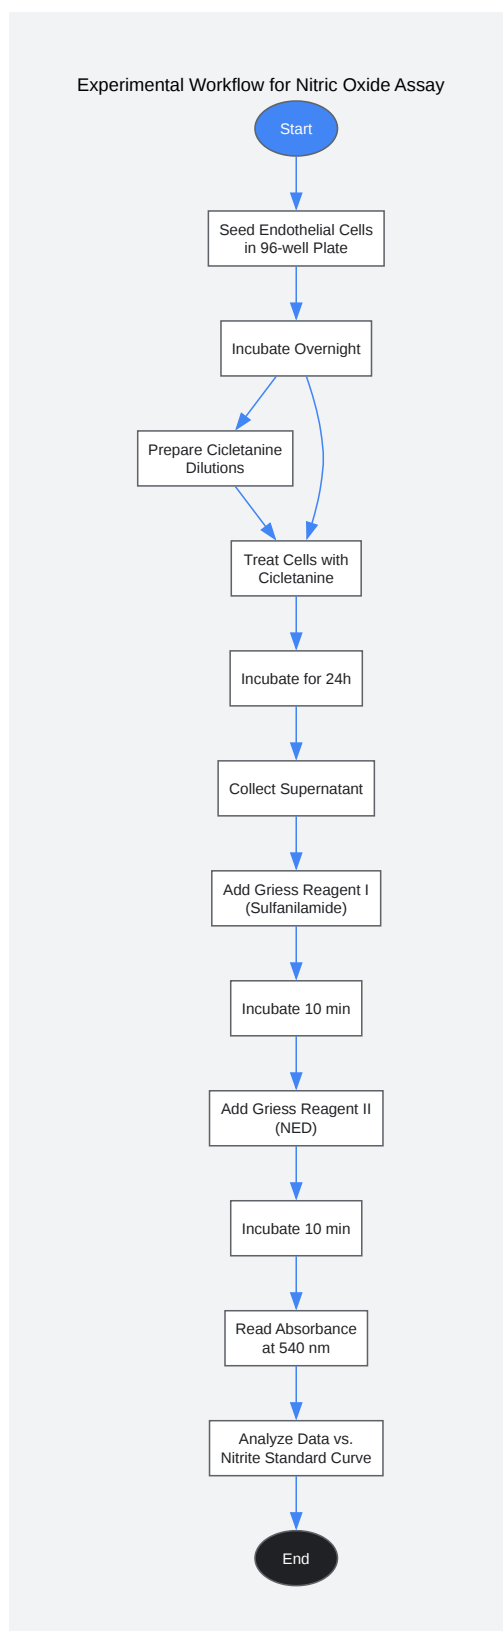 Experimental Workflow for Nitric Oxide Assay
Start
Seed Endothelial Cells
in 96-well Plate
Incubate Overnight
Prepare Cicletanine
Dilutions
Treat Cells with
Cicletanine
Incubate for 24h
Collect Supernatant
Add Griess Reagent I
(Sulfanilamide)
Incubate 10 min
Add Griess Reagent II
(NED)
Incubate 10 min
Read Absorbance
at 540 nm
Analyze Data vs.
Nitrite Standard Curve
End